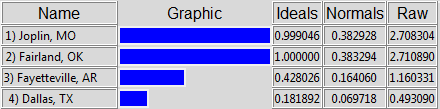 Name Graphic Ideals Normals Raw
1) Joplin, MO 0.999046 0.382928 2.708304
2) Fairland, OK 1.000000 0.383294 2.710890
3) Fayetteville, AR 0.428026 0.164060 1.160331
4) Dallas, TX 0.181892 0.069718 0.493090